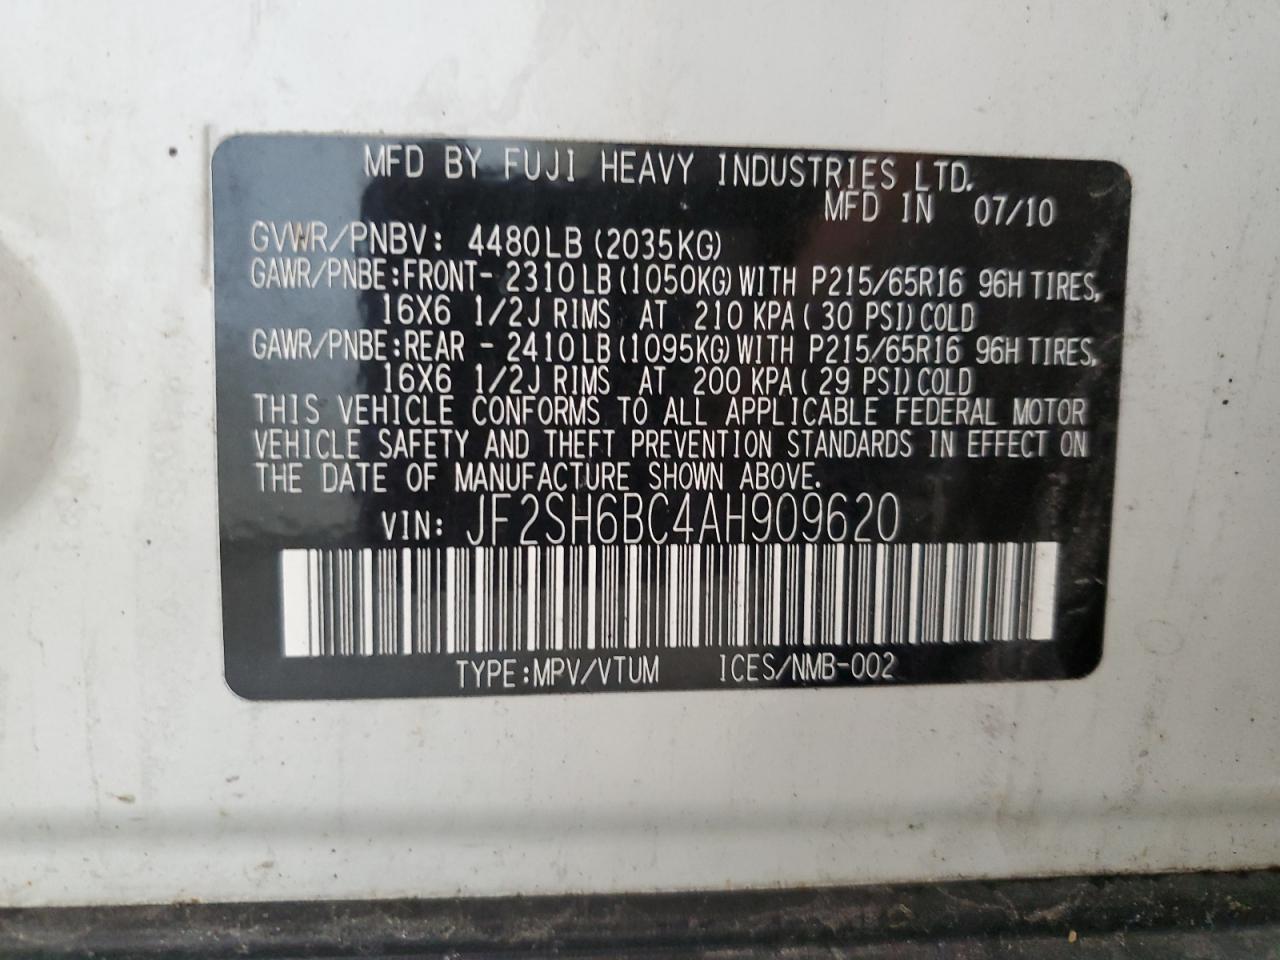 MFD BY FUJI HEAVY INDUSTRIES LTD.
MFD IN 07/10
GVWR/PNBV: 4480LB (2035KG)
GAWR/PNBE:FRONT- 2310LB (1050KG) WITH P215/65R16 96H TIRES,
16X6 1/2J RIMS AT 210 KPA ( 30 PSI) COLD
GAWR/PNBE:REAR - 2410LB (1095KG) WITH P215/65R16 96H TIRES,
16X6 1/2J RIMS AT 200 KPA ( 29 PSI) COLD
THIS VEHICLE CONFORMS TO ALL APPLICABLE FEDERAL MOTOR
VEHICLE SAFETY AND THEFT PREVENTION STANDARDS IN EFFECT ON
THE DATE OF MANUFACTURE SHOWN ABOVE.
VIN: JF2SH6BC4AH909620
TYPE:MPV/VTUM ICES/NMB-002